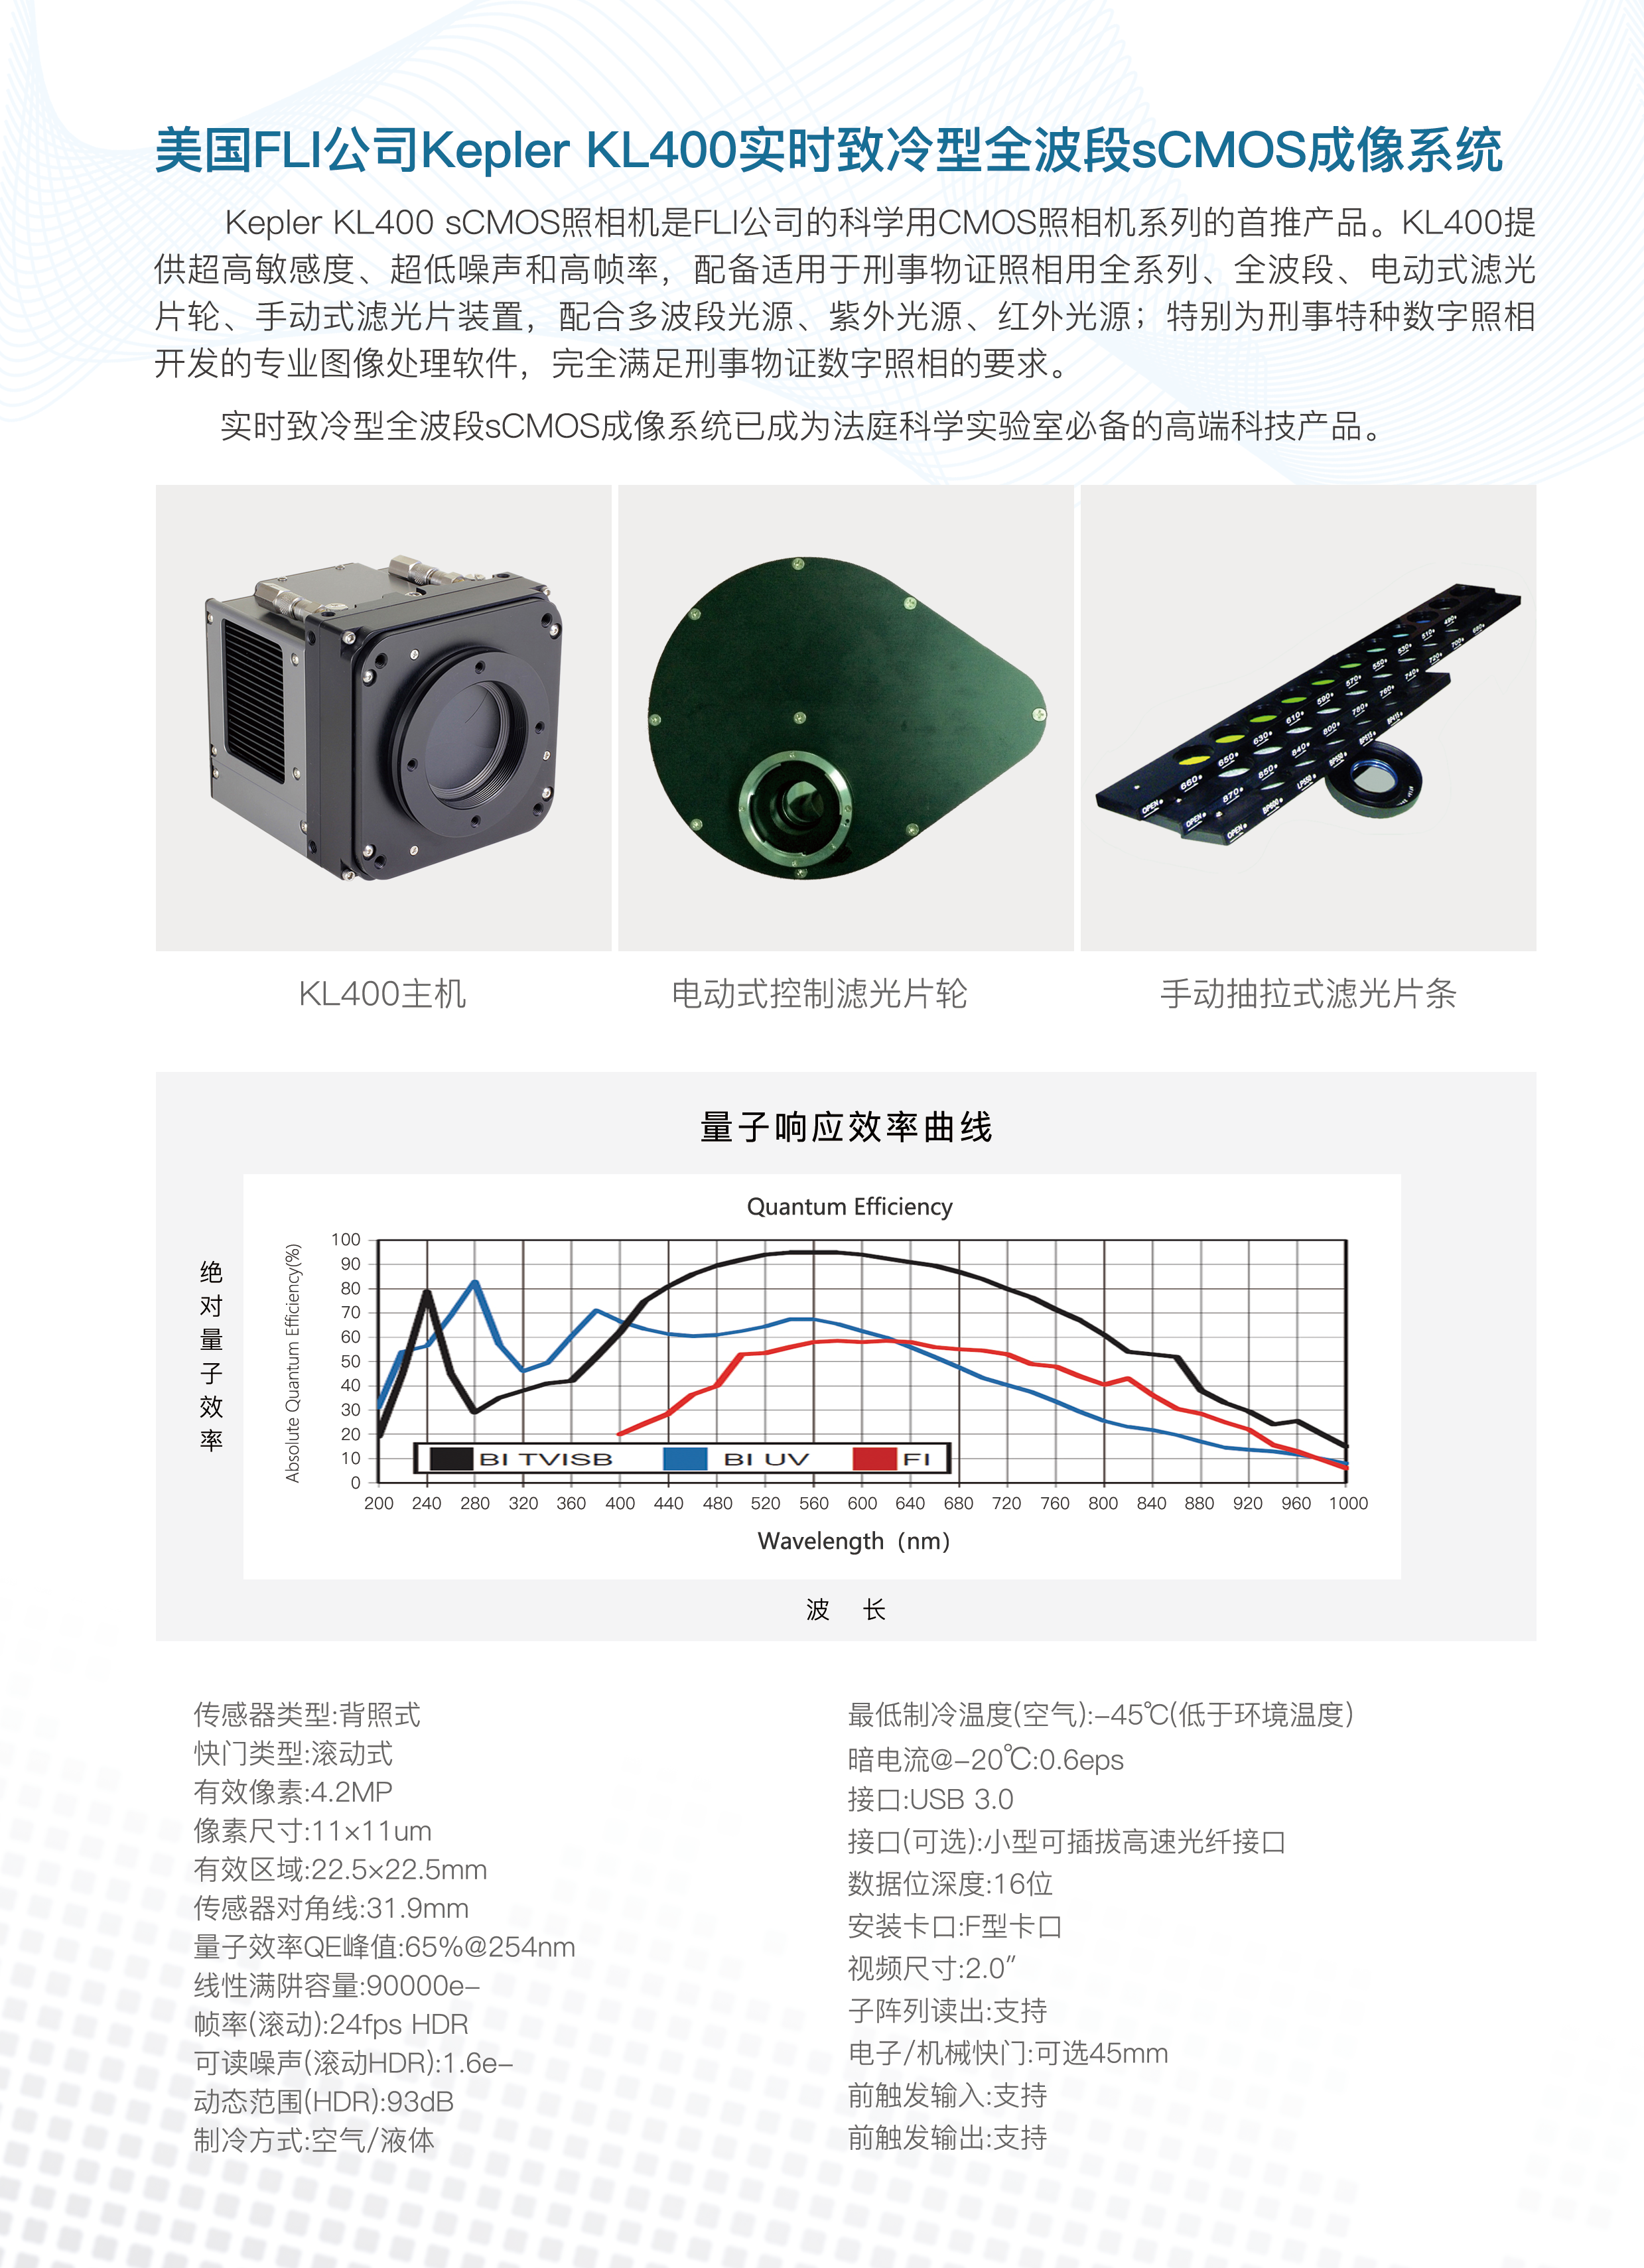 美国FLI公司Kepler KL400实时致冷型全波段sCMOS成像系统
Kepler KL400 sCMOS照相机是FLI公司的科学用CMOS照相机系列的首推产品。KL400提
供超高敏感度、超低噪声和高帧率，配备适用于刑事物证照相用全系列、全波段、电动式滤光
片轮、手动式滤光片装置，配合多波段光源、紫外光源、红外光源；特别为刑事特种数字照相
开发的专业图像处理软件，完全满足刑事物证数字照相的要求。
实时致冷型全波段sCMOS成像系统已成为法庭科学实验室必备的高端科技产品。
490
510
530
550
570
590
610
630
650
660
OPEN
690
700
720
740
760
780
800
840
850
870
OPEN
BP415
BP600
OPEN
KL400主机
电动式控制滤光片轮
手动抽拉式滤光片条
量子响应效率曲线
Quantum Efficiency
绝对量子效率
Absolute Quantum Efficiency(%)
100
90
80
70
60
50
40
30
20
10
0
BI TVISB BI UV FI
200 240 280 320 360 400 440 480 520 560 600 640 680 720 760 800 840 880 920 960 1000
Wavelength (nm)
波 长
传感器类型:背照式
快门类型:滚动式
有效像素:4.2MP
像素尺寸:11×11um
有效区域:22.5×22.5mm
传感器对角线:31.9mm
量子效率QE峰值:65%@254nm
线性满阱容量:90000e-
帧率(滚动):24fps HDR
可读噪声(滚动HDR):1.6e-
动态范围(HDR):93dB
制冷方式:空气/液体
最低制冷温度(空气):-45℃(低于环境温度)
暗电流@-20℃:0.6eps
接口:USB 3.0
接口(可选):小型可插拔高速光纤接口
数据位深度:16位
安装卡口:F型卡口
视频尺寸:2.0″
子阵列读出:支持
电子/机械快门:可选45mm
前触发输入:支持
前触发输出:支持